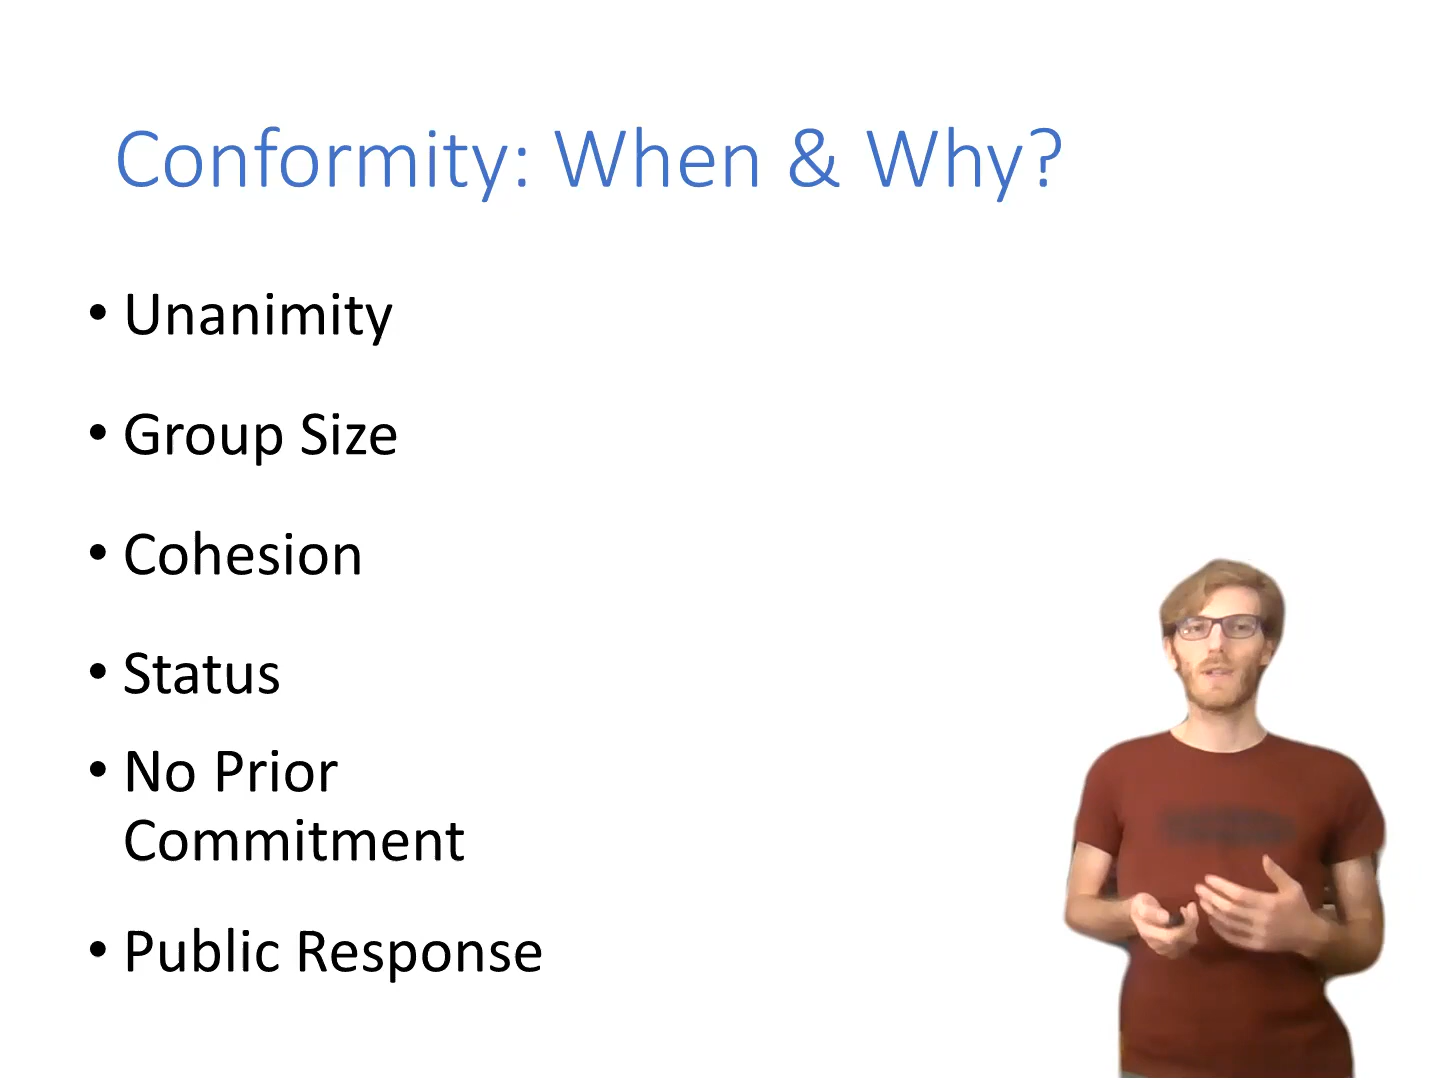 Conformity: When & Why?
• Unanimity
• Group Size
• Cohesion
• Status
• No Prior
Commitment
• Public Response